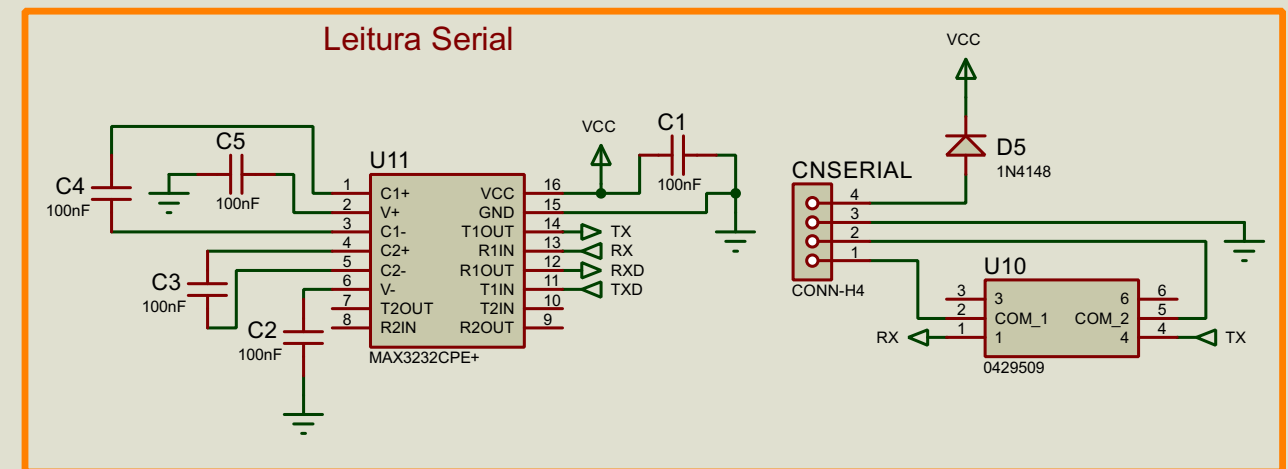 Leitura Serial
C4
100nF
C5
100nF
C3
100nF
C2
100nF
U11
1 C1+ VCC 16
2 V+ GND 15
3 C1- T1OUT 14 TX
4 C2+ R1IN 13 RX
5 C2- R1OUT 12 RXD
6 V- T1IN 11 TXD
7 T2OUT T2IN 10
8 R2IN R2OUT 9
MAX3232CPE+
VCC
C1
100nF
VCC
D5
1N4148
CNSERIAL
4
3
2
1
CONN-H4
U10
3 3 6 6
2 COM_1 COM_2 5
RX 1 1 4 4 TX
0429509